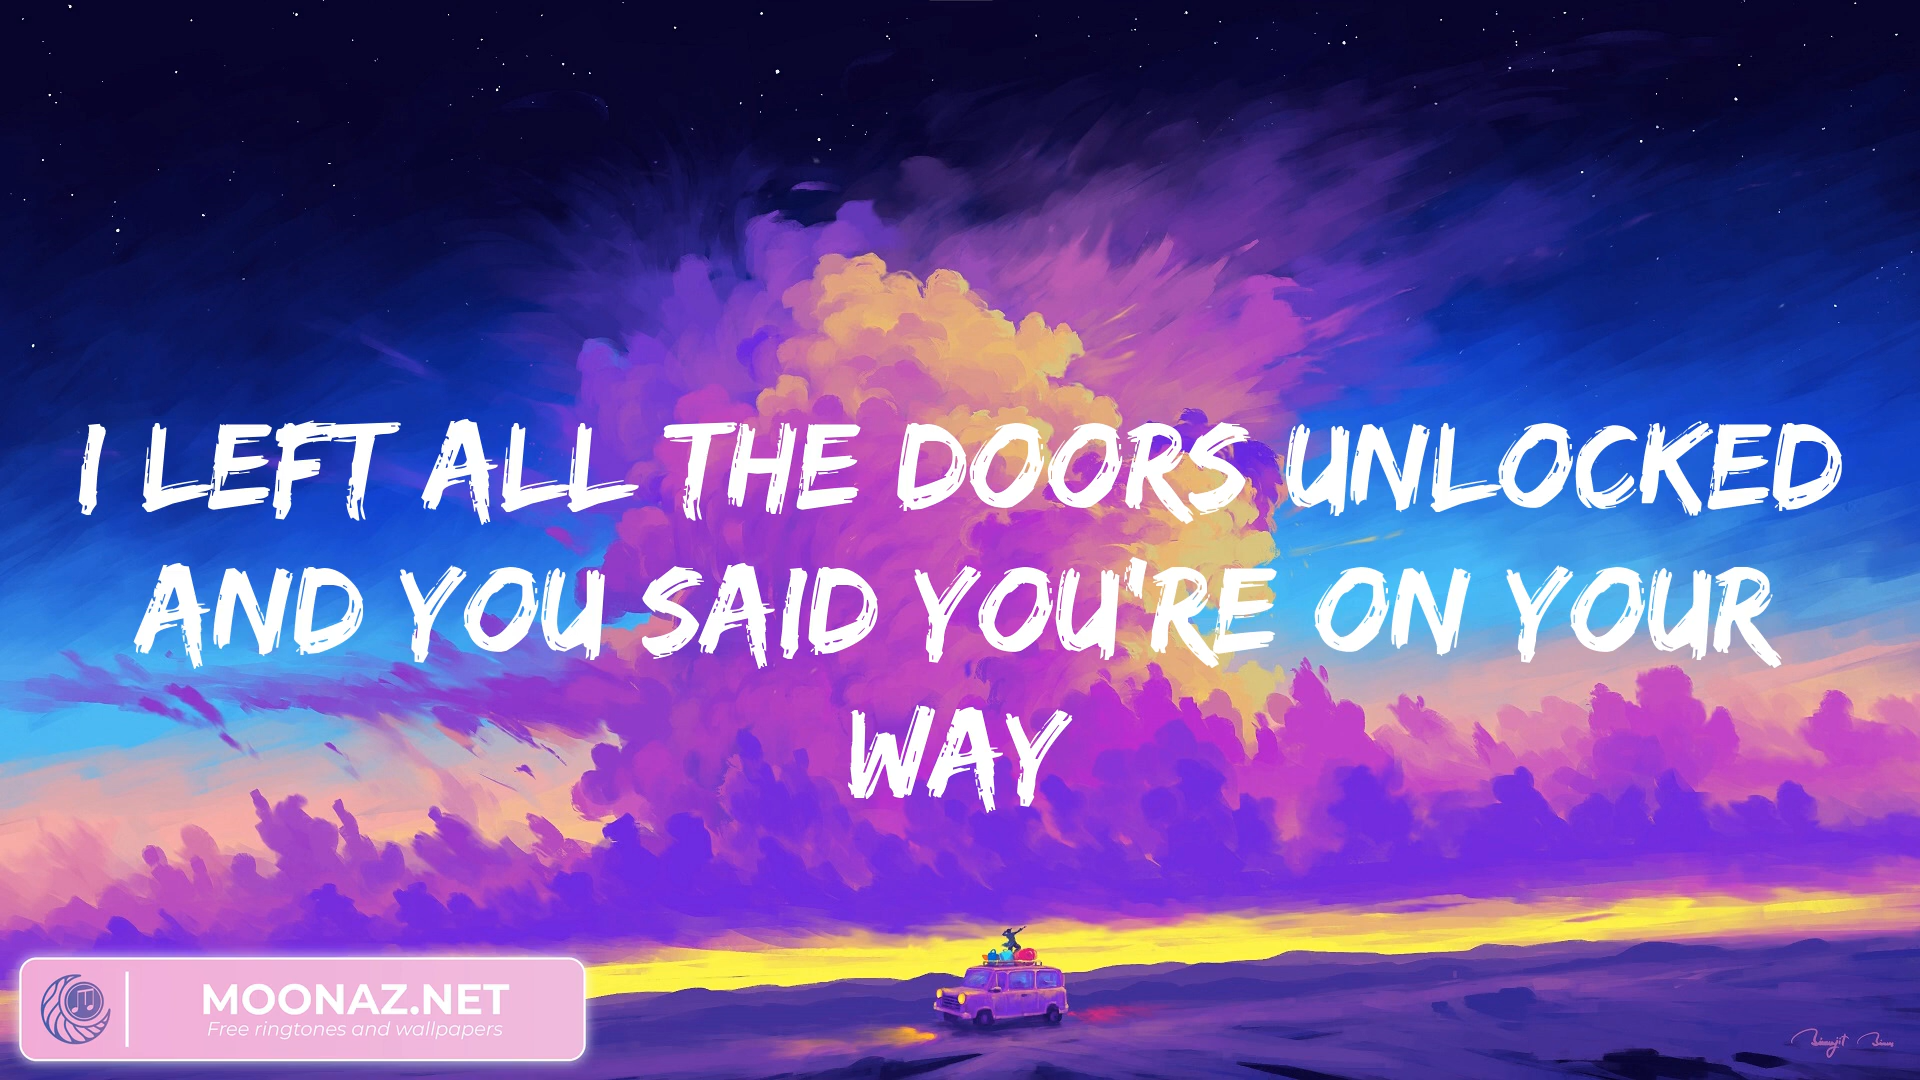 I LEFT ALL THE DOORS UNLOCKED
AND YOU SAID YOU'RE ON YOUR
WAY
MOONAZ.NET
Free ringtones and wallpapers